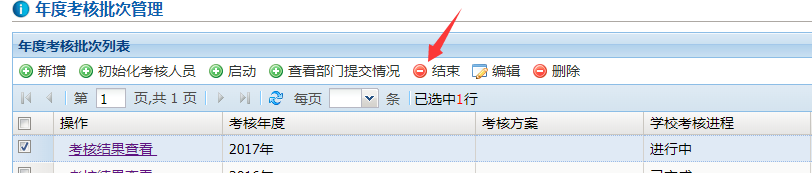 年度考核批次管理
年度考核批次列表
新增 初始化考核人员 启动 查看部门提交情况 结束 编辑 删除
第 1 页,共 1 页 每页 条 已选中1行
操作 考核年度 考核方案 学校考核进程
考核结果查看 2017年 进行中